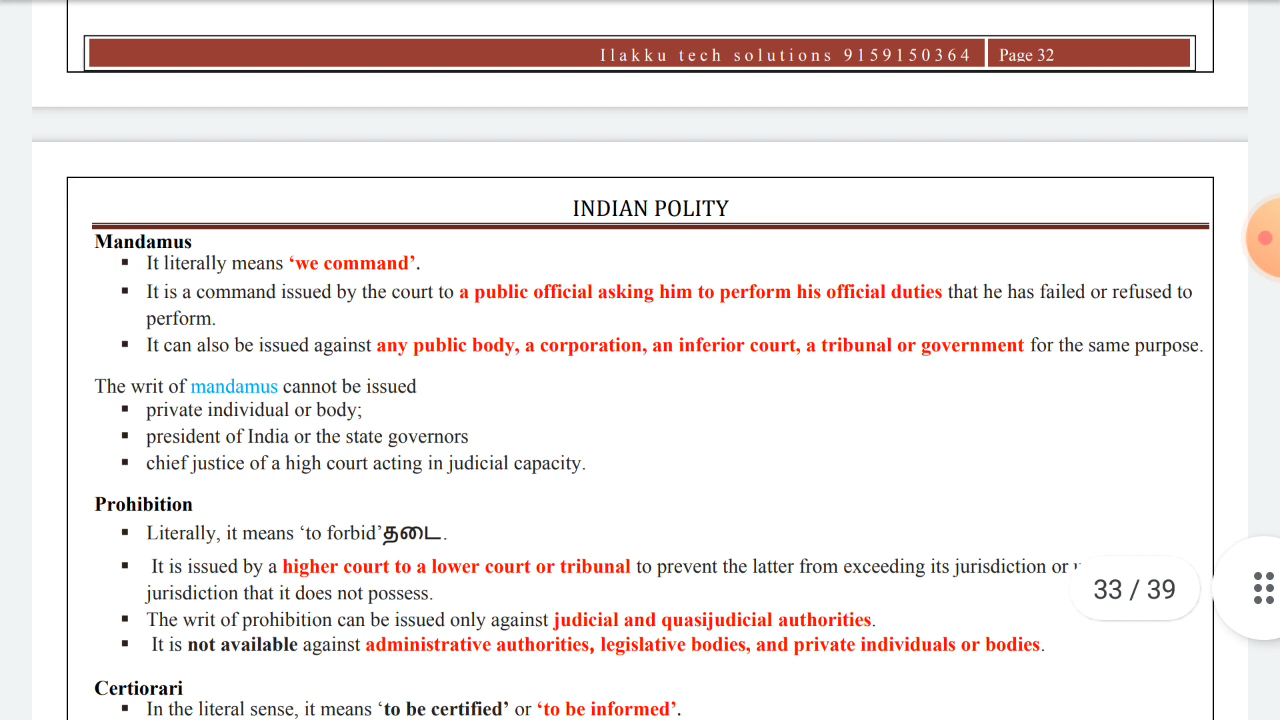 Ilakku tech solutions 9159150364 Page 32
INDIAN POLITY
Mandamus
▪ It literally means ‘we command’.
▪ It is a command issued by the court to a public official asking him to perform his official duties that he has failed or refused to
perform.
▪ It can also be issued against any public body, a corporation, an inferior court, a tribunal or government for the same purpose.
The writ of mandamus cannot be issued
▪ private individual or body;
▪ president of India or the state governors
▪ chief justice of a high court acting in judicial capacity.
Prohibition
▪ Literally, it means ‘to forbid’தடை.
▪ It is issued by a higher court to a lower court or tribunal to prevent the latter from exceeding its jurisdiction or
jurisdiction that it does not possess.
33 / 39
▪ The writ of prohibition can be issued only against judicial and quasijudicial authorities.
▪ It is not available against administrative authorities, legislative bodies, and private individuals or bodies.
Certiorari
▪ In the literal sense, it means ‘to be certified’ or ‘to be informed’.